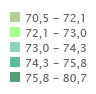 70,5 – 72,1
72,1 – 73,0
73,0 – 74,3
74,3 – 75,8
75,8 – 80,7